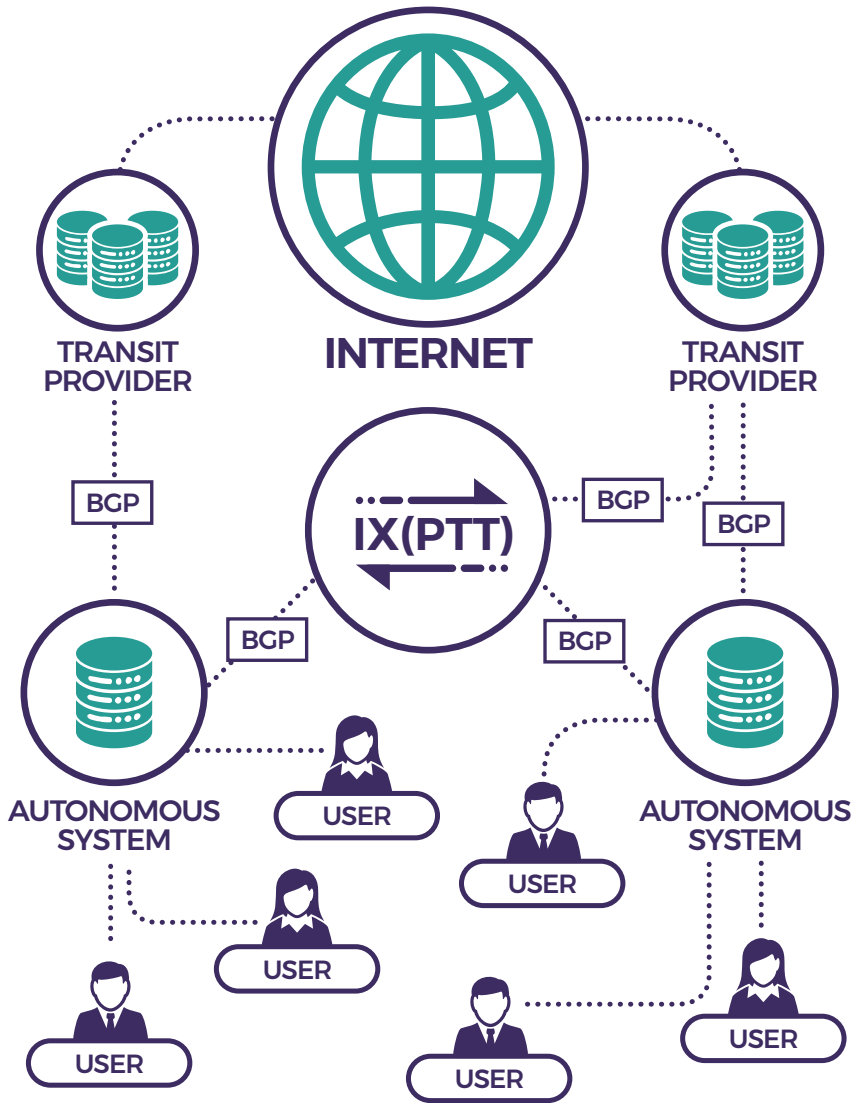 INTERNET
TRANSIT
PROVIDER
TRANSIT
PROVIDER
BGP
IX(PTT)
BGP
BGP
BGP
BGP
AUTONOMOUS
SYSTEM
USER
USER
AUTONOMOUS
SYSTEM
USER
USER
USER
USER